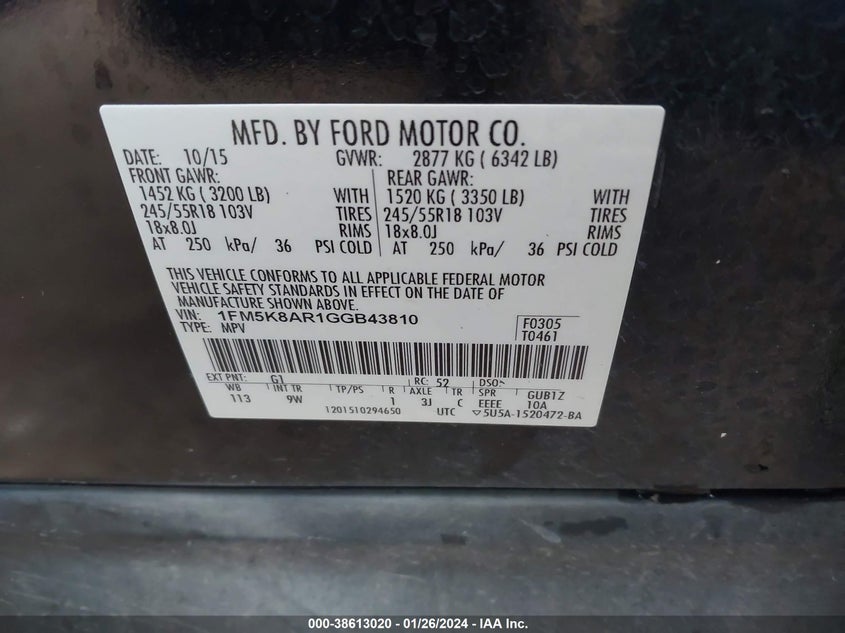 MFD. BY FORD MOTOR CO.
DATE: 10/15 GVWR: 2877 KG ( 6342 LB)
FRONT GAWR: REAR GAWR:
1452 KG ( 3200 LB) WITH 1520 KG ( 3350 LB) WITH
245/55R18 103V TIRES 245/55R18 103V TIRES
18x8.0J RIMS 18x8.0J RIMS
AT 250 kPa/ 36 PSI COLD AT 250 kPa/ 36 PSI COLD
THIS VEHICLE CONFORMS TO ALL APPLICABLE FEDERAL MOTOR
VEHICLE SAFETY STANDARDS IN EFFECT ON THE DATE OF
MANUFACTURE SHOWN ABOVE.
VIN: 1FM5K8AR1GGB43810 F0305
TYPE: MPV T0461
EXT PNT: G1 RC: 52 DSO:
WB INT TR TP/PS R AXLE TR SPR GUB1Z
113 9W 1 3J C EEEE 10A
1201510294650 UTC ▽5U5A-1520472-BA
000-38613020 / 01/26/2024 - IAA Inc.